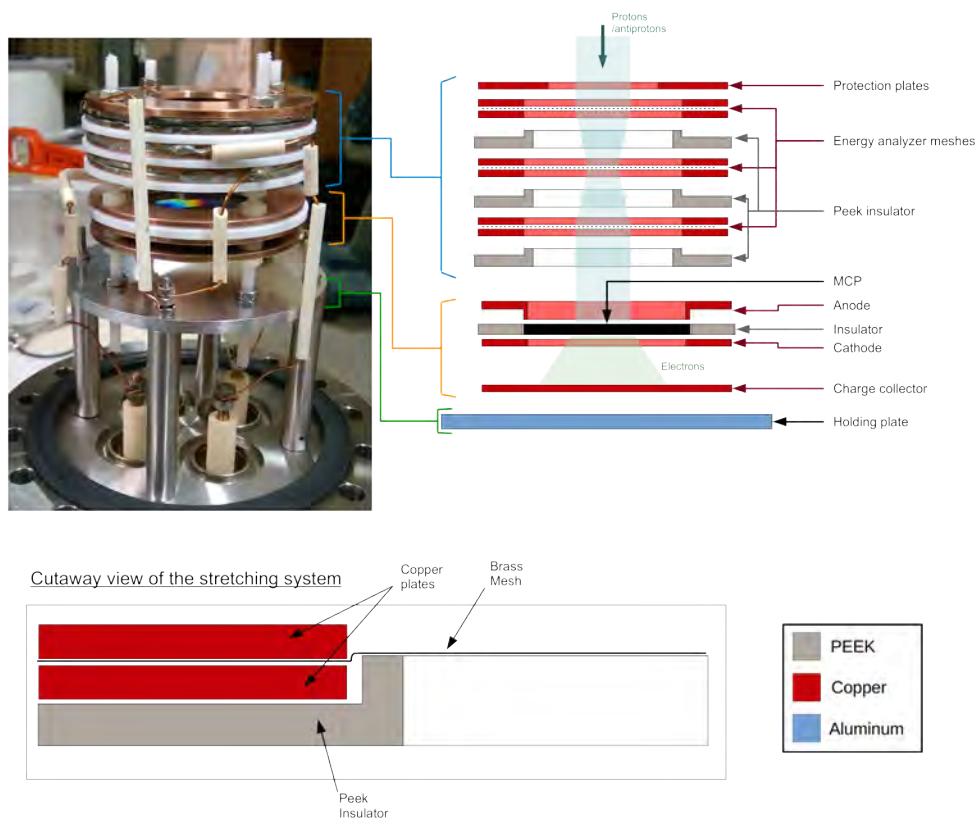 Protons
/antiprotons
Protection plates
Energy analyzer meshes
Peek insulator
MCP
Anode
Insulator
Cathode
Electrons
Charge collector
Holding plate
Cutaway view of the stretching system
Copper
plates
Brass
Mesh
Peek
Insulator
PEEK
Copper
Aluminum